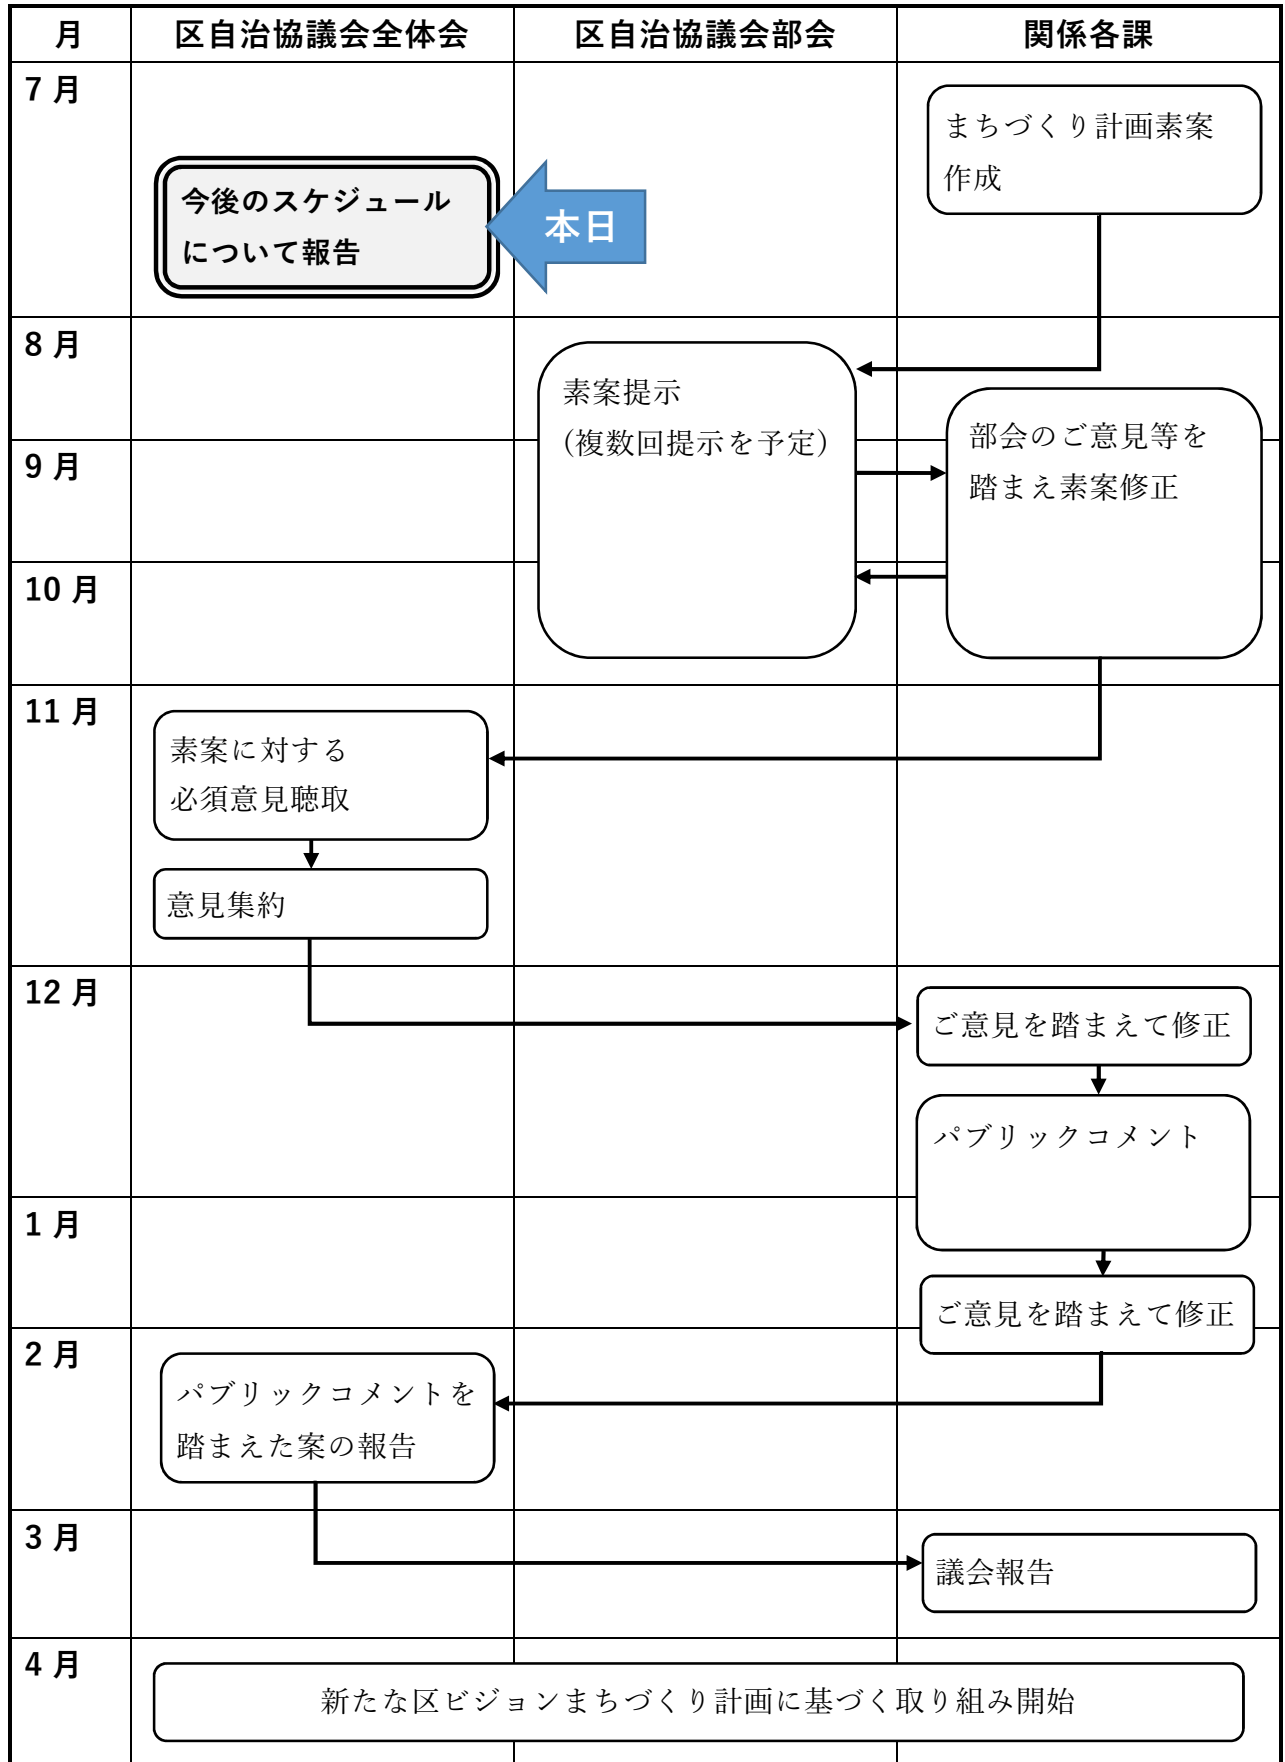 月 区自治協議会全体会 区自治協議会部会 関係各課
7 月
まちづくり計画素案
作成
今後のスケジュール
について報告
本日
8 月
素案提示
(複数回提示を予定)
部会のご意見等を
踏まえ素案修正
9 月
10 月
11 月
素案に対する
必須意見聴取
意見集約
12 月
ご意見を踏まえて修正
パブリックコメント
1 月
ご意見を踏まえて修正
2 月
パブリックコメントを
踏まえた案の報告
3 月
議会報告
4 月
新たな区ビジョンまちづくり計画に基づく取り組み開始